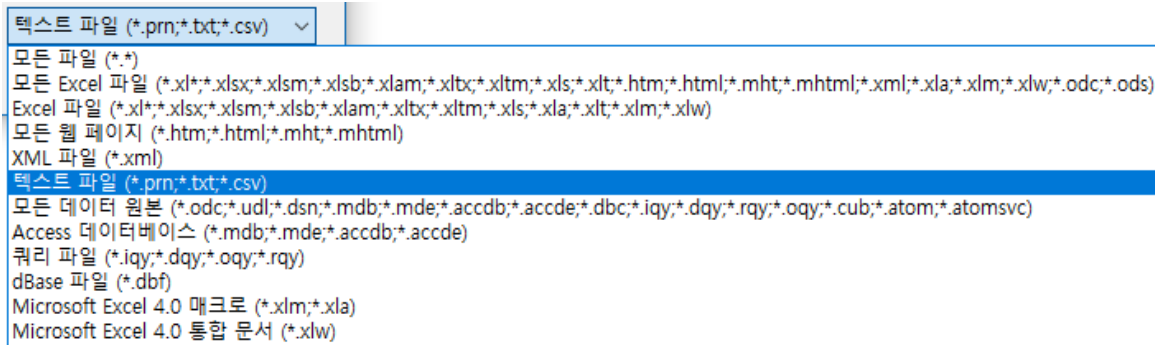 텍스트 파일 (*.prn;*.txt;*.csv)
모든 파일 (*.*)
모든 Excel 파일 (*.xl*;*.xlsx;*.xlsm;*.xlsb;*.xlam;*.xltx;*.xltm;*.xls;*.xlt;*.htm;*.html;*.mht;*.mhtml;*.xml;*.xla;*.xlm;*.xlw;*.odc;*.ods)
Excel 파일 (*.xl*;*.xlsx;*.xlsm;*.xlsb;*.xlam;*.xltx;*.xltm;*.xls;*.xla;*.xlt;*.xlm;*.xlw)
모든 웹 페이지 (*.htm;*.html;*.mht;*.mhtml)
XML 파일 (*.xml)
텍스트 파일 (*.prn;*.txt;*.csv)
모든 데이터 원본 (*.odc;*.udl;*.dsn;*.mdb;*.mde;*.accdb;*.accde;*.dbc;*.iqy;*.dqy;*.rqy;*.oqy;*.cub;*.atom;*.atomsvc)
Access 데이터베이스 (*.mdb;*.mde;*.accdb;*.accde)
쿼리 파일 (*.iqy;*.dqy;*.oqy;*.rqy)
dBase 파일 (*.dbf)
Microsoft Excel 4.0 매크로 (*.xlm;*.xla)
Microsoft Excel 4.0 통합 문서 (*.xlw)